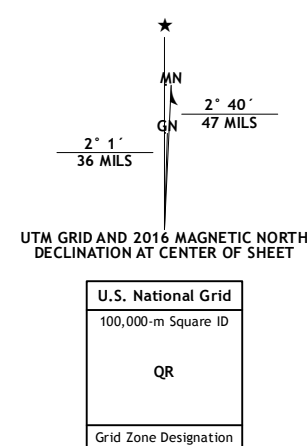 ★
MN
GN
2° 40´
47 MILS
2° 1´
36 MILS
UTM GRID AND 2016 MAGNETIC NORTH
DECLINATION AT CENTER OF SHEET
U.S. National Grid
100,000-m Square ID
QR
Grid Zone Designation